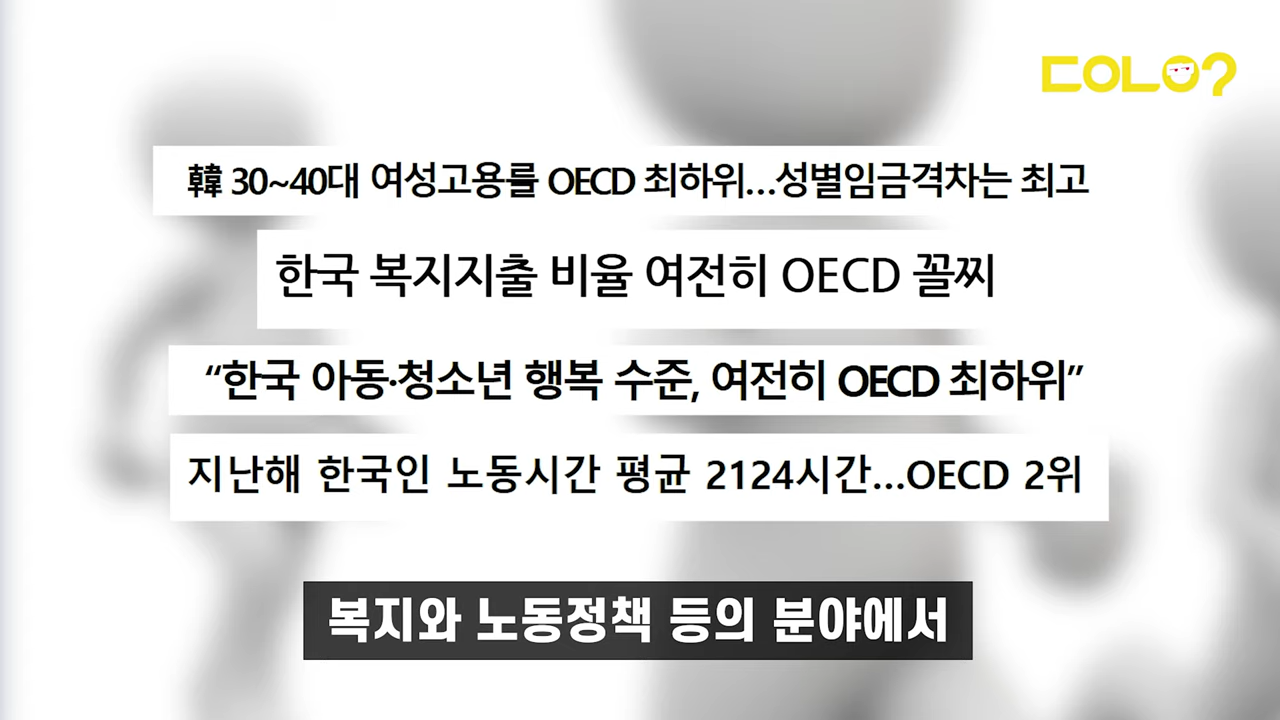 COLO?
韓 30~40대 여성고용률 OECD 최하위…성별임금격차는 최고
한국 복지지출 비율 여전히 OECD 꼴찌
“한국 아동·청소년 행복 수준, 여전히 OECD 최하위”
지난해 한국인 노동시간 평균 2124시간…OECD 2위
복지와 노동정책 등의 분야에서